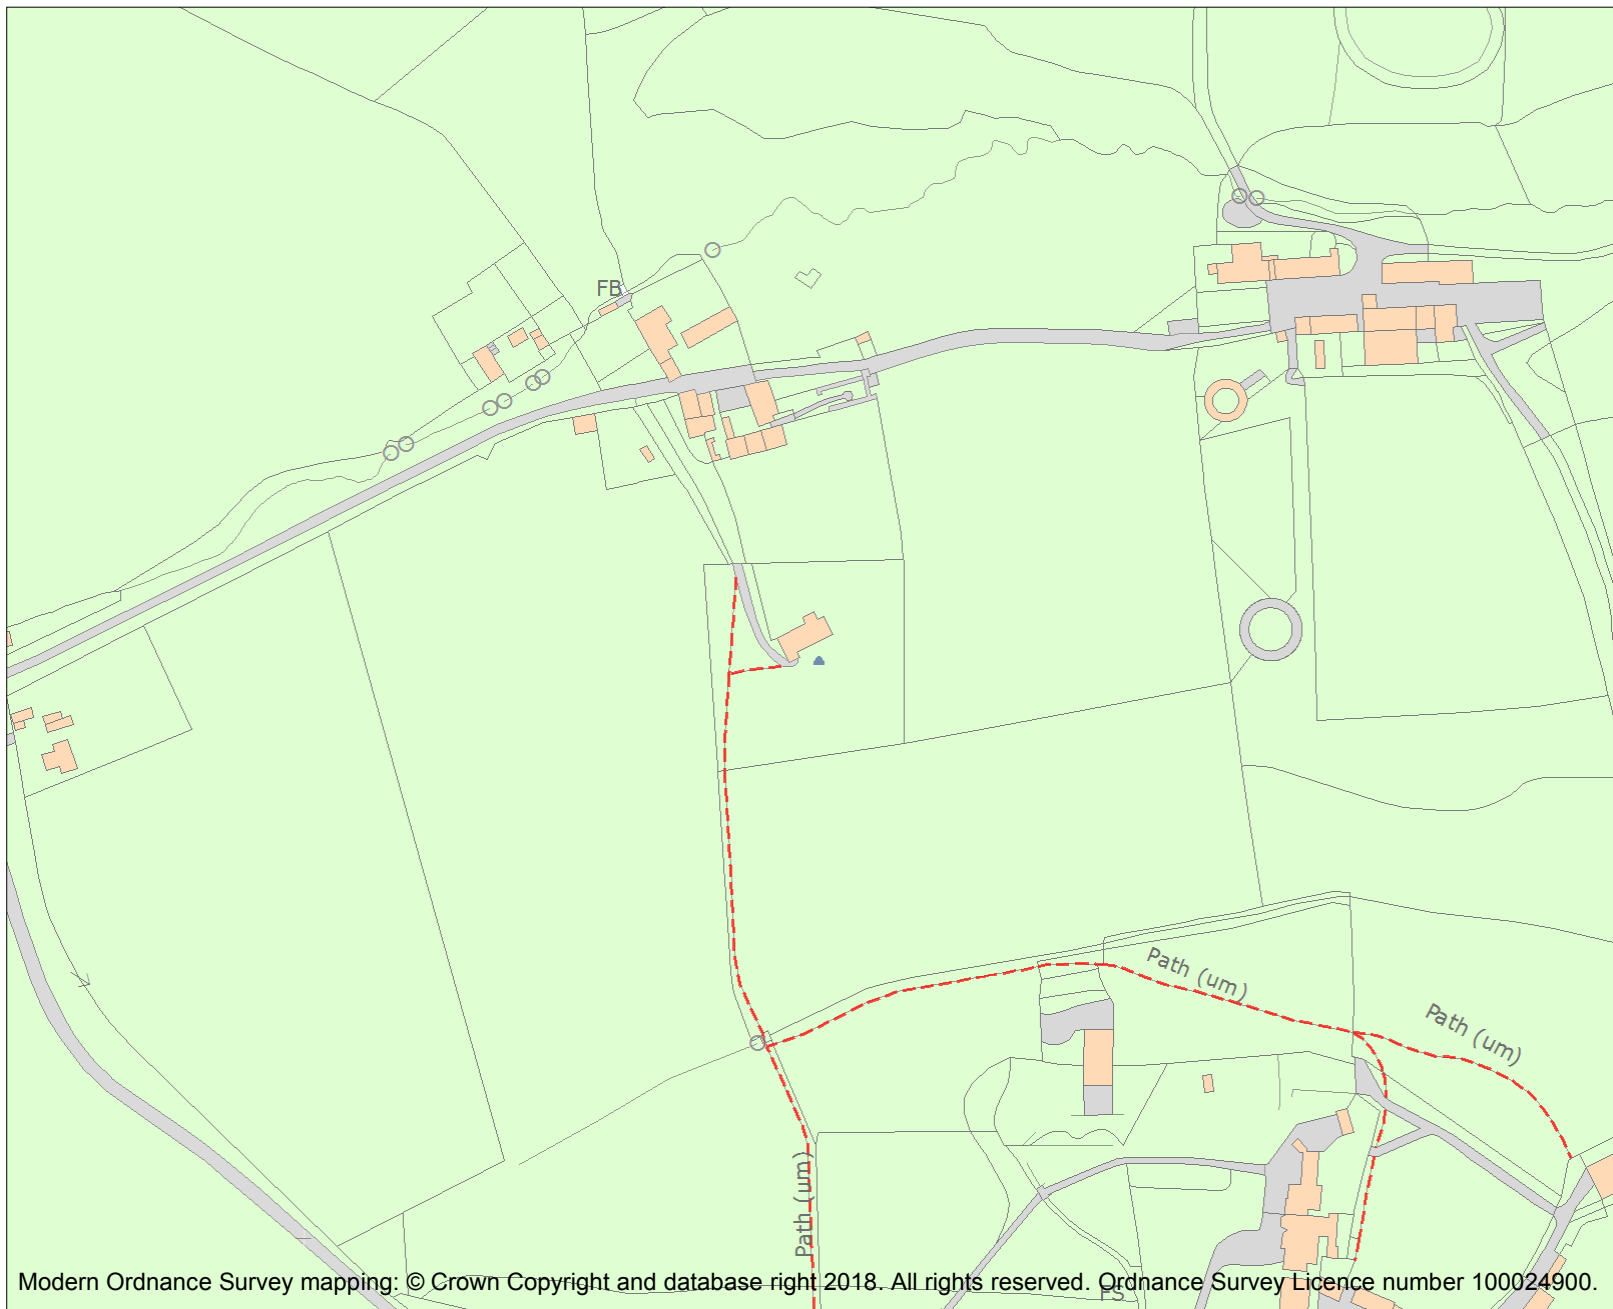 FB
Path (um)
Path (um)
Path (um)
Modern Ordnance Survey mapping: © Crown Copyright and database right 2018. All rights reserved. Ordnance Survey Licence number 100024900.
FS